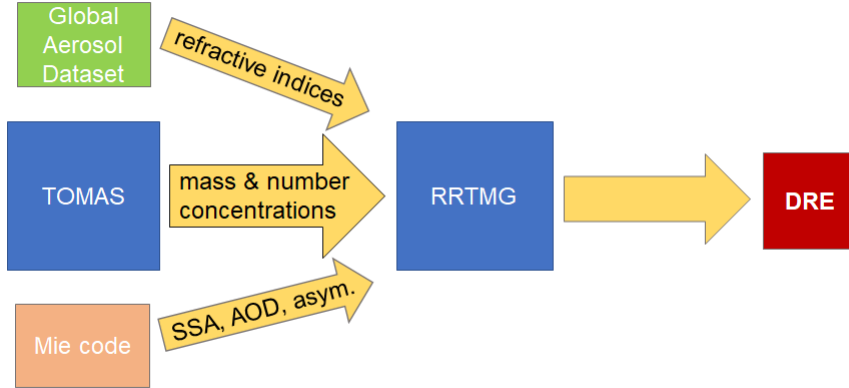 Global
Aerosol
Dataset
refractive indices
TOMAS
mass & number
concentrations
RRTMG
DRE
Mie code
SSA, AOD, asym.